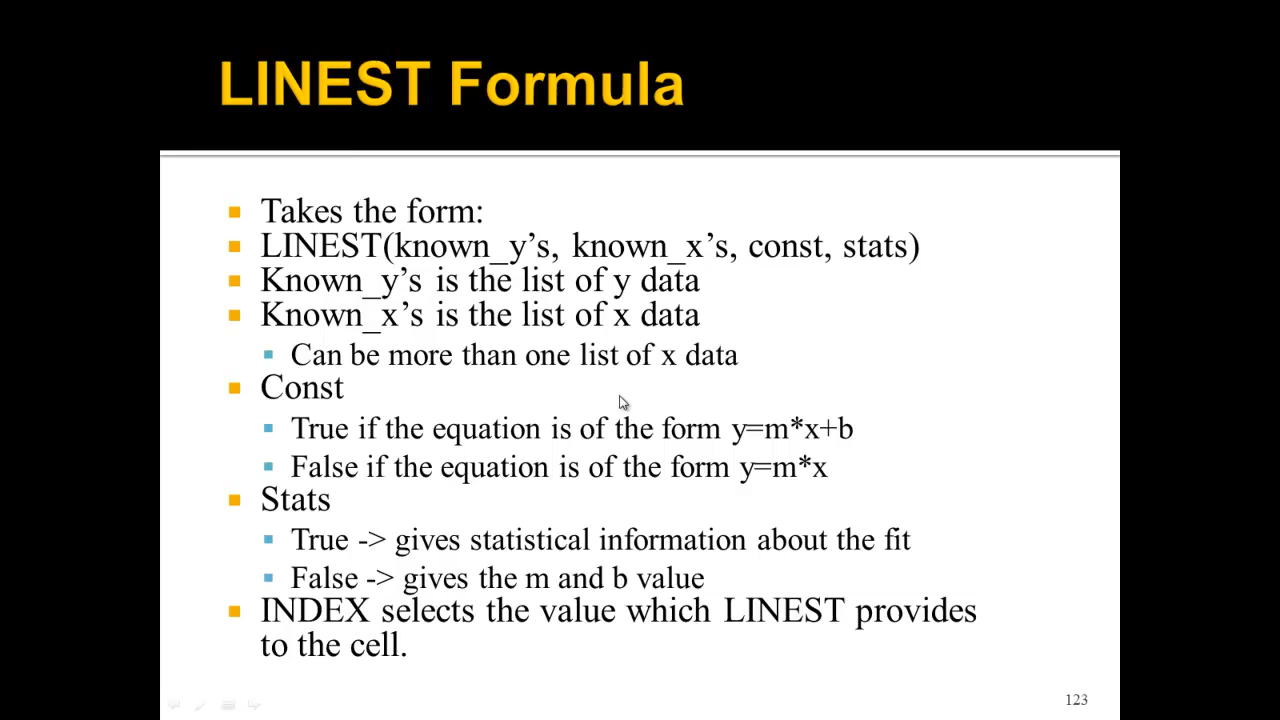 LINEST Formula
Takes the form:
LINEST(known_y’s, known_x’s, const, stats)
Known_y’s is the list of y data
Known_x’s is the list of x data
Can be more than one list of x data
Const
True if the equation is of the form y=m*x+b
False if the equation is of the form y=m*x
Stats
True -> gives statistical information about the fit
False -> gives the m and b value
INDEX selects the value which LINEST provides
to the cell.
123